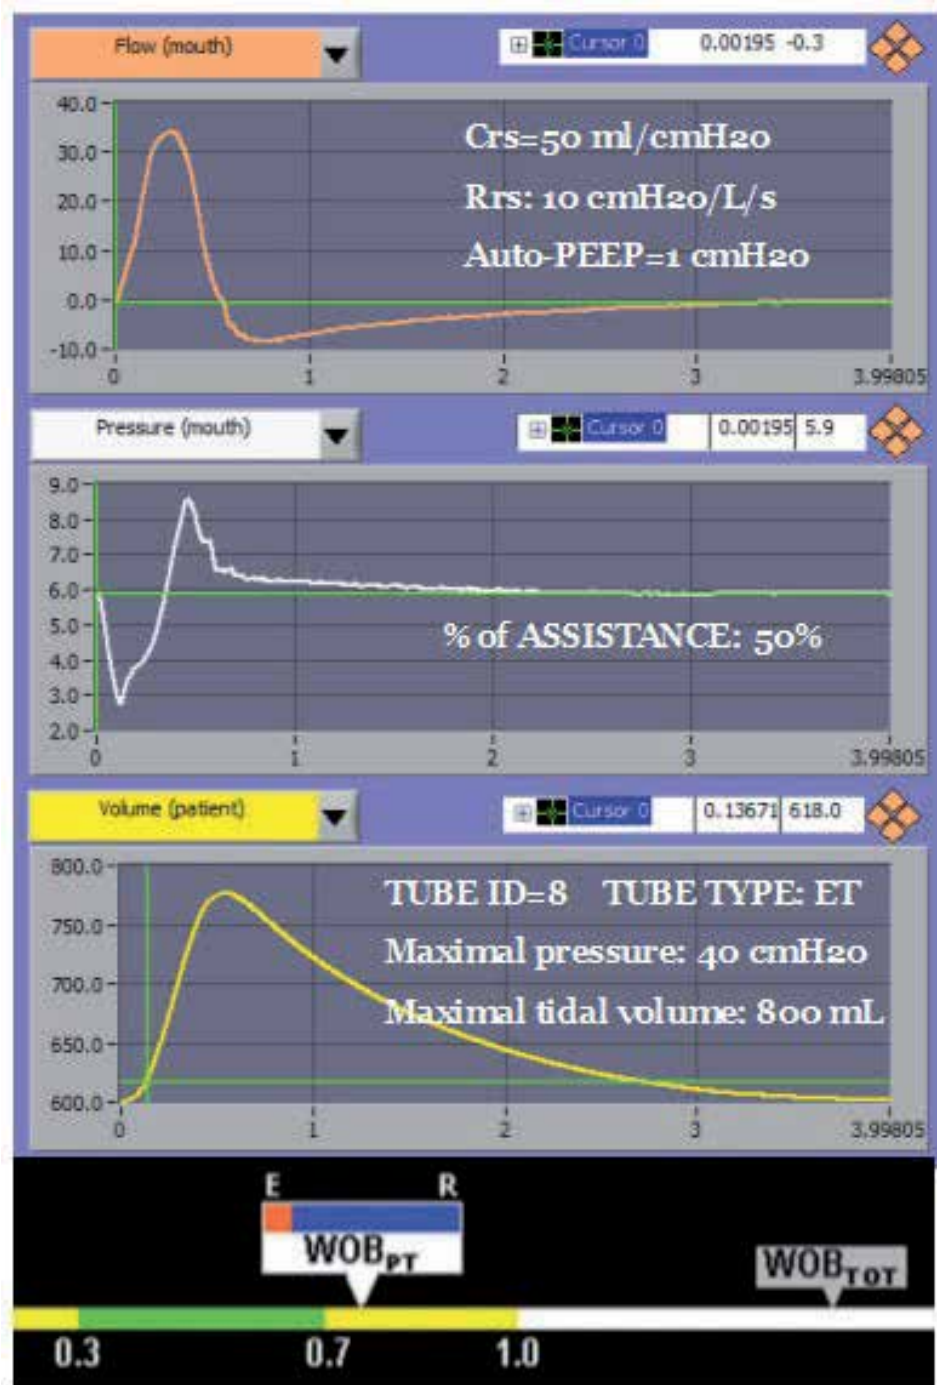 Flow (mouth) Cursor 0 0.00195 -0.3
40.0
30.0
20.0
10.0
0.0
-10.0
Crs=50 ml/cmH20
Rrs: 10 cmH20/L/s
Auto-PEEP=1 cmH20
0 1 2 3 3.99805
Pressure (mouth) Cursor 0 0.00195 5.9
9.0
8.0
7.0
6.0
5.0
4.0
3.0
2.0
% of ASSISTANCE: 50%
0 1 2 3 3.99805
Volume (patient) Cursor 0 0.13671 618.0
800.0
750.0
700.0
650.0
600.0
TUBE ID=8 TUBE TYPE: ET
Maximal pressure: 40 cmH20
Maximal tidal volume: 800 mL
0 1 2 3 3.99805
E R
WOBPT
WOBTOT
0.3 0.7 1.0